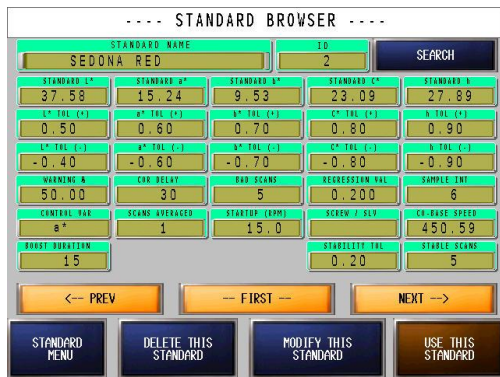 ---- STANDARD BROWSER ----
STANDARD NAME ID
SEDONA RED 2 SEARCH
STANDARD L* STANDARD a* STANDARD b* STANDARD C* STANDARD h
37.58 15.24 9.53 23.09 27.89
L* TOL (+) a* TOL (+) b* TOL (+) C* TOL (+) h TOL (+)
0.50 0.60 0.70 0.80 0.90
L* TOL (-) a* TOL (-) b* TOL (-) C* TOL (-) h TOL (-)
-0.40 -0.60 -0.70 -0.80 -0.90
WARNING % COR DELAY BAD SCANS REGRESSION VAL SAMPLE INT
50.00 30 5 0.200 6
CONTROL VAR SCANS AVERAGED STARTUP (RPM) SCREW / SLV CO-BASE SPEED
a* 1 15.0 450.59
BOOST DURATION STABILITY TOL STABLE SCANS
15 0.20 5
<-- PREV -- FIRST -- NEXT -->
STANDARD MENU DELETE THIS STANDARD MODIFY THIS STANDARD USE THIS STANDARD